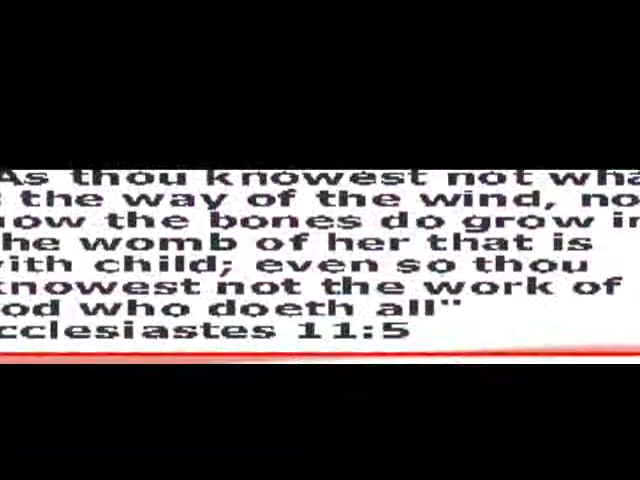 As thou knowest not wha
the way of the wind, no
how the bones do grow in
he womb of her that is
ith child; even so thou
knowest not the work of
od who doeth all"
cclesiastes 11:5